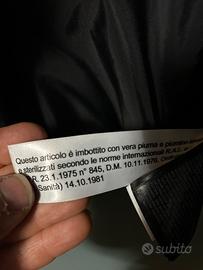 Questo articolo è imbottito con vera piuma e piumino
e sterilizzati secondo le norme internazionali R.A.L.
R. 23.1.1975 n° 845, D.M. 10.11.1976.
Sanità) 14.10.1981
subito